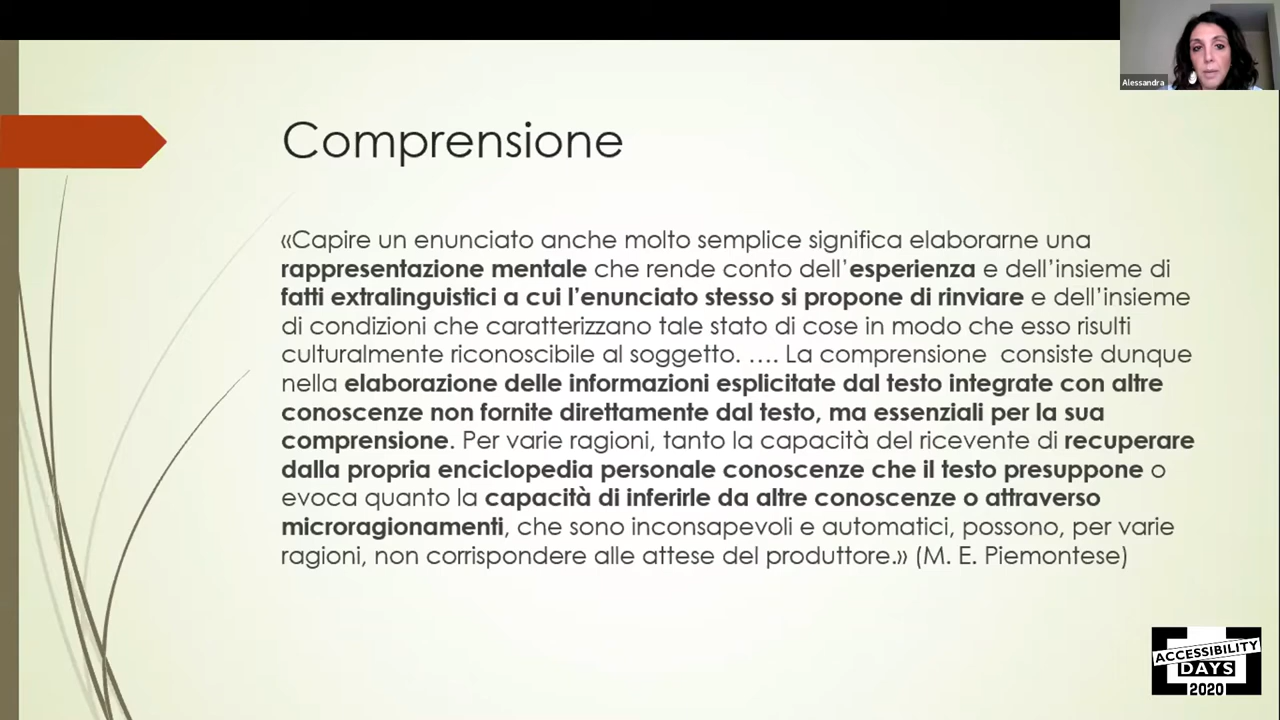 Alessandra
Comprensione
«Capire un enunciato anche molto semplice significa elaborarne una
rappresentazione mentale che rende conto dell'esperienza e dell'insieme di
fatti extralinguistici a cui l'enunciato stesso si propone di rinviare e dell'insieme
di condizioni che caratterizzano tale stato di cose in modo che esso risulti
culturalmente riconoscibile al soggetto. …. La comprensione  consiste dunque
nella elaborazione delle informazioni esplicitate dal testo integrate con altre
conoscenze non fornite direttamente dal testo, ma essenziali per la sua
comprensione. Per varie ragioni, tanto la capacità del ricevente di recuperare
dalla propria enciclopedia personale conoscenze che il testo presuppone o
evoca quanto la capacità di inferirle da altre conoscenze o attraverso
microragionamenti, che sono inconsapevoli e automatici, possono, per varie
ragioni, non corrispondere alle attese del produttore.» (M. E. Piemontese)
ACCESSIBILITY
DAYS
2020